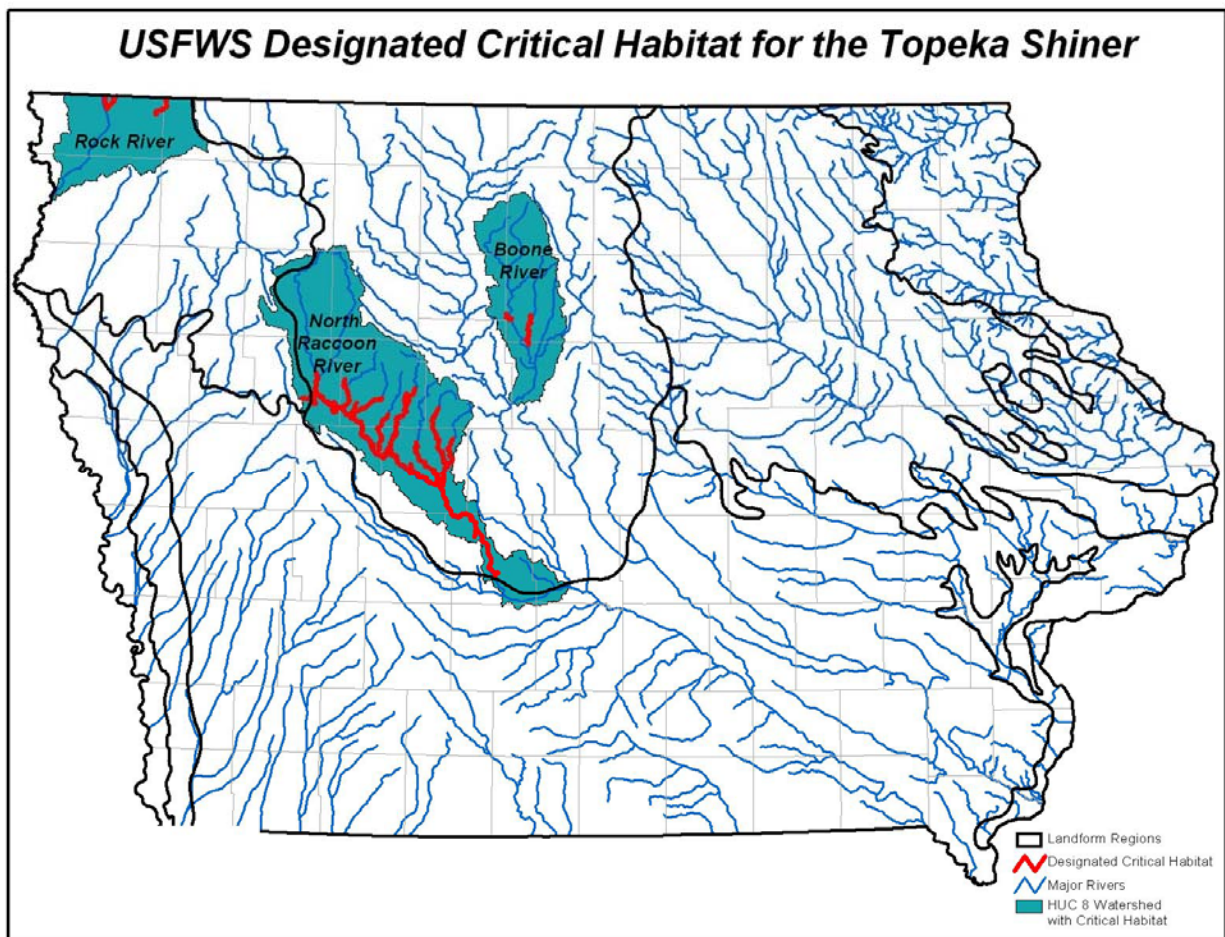 USFWS Designated Critical Habitat for the Topeka Shiner
Rock River
Boone
River
North
Raccoon
River
Landform Regions
Designated Critical Habitat
Major Rivers
HUC 8 Watershed
with Critical Habitat